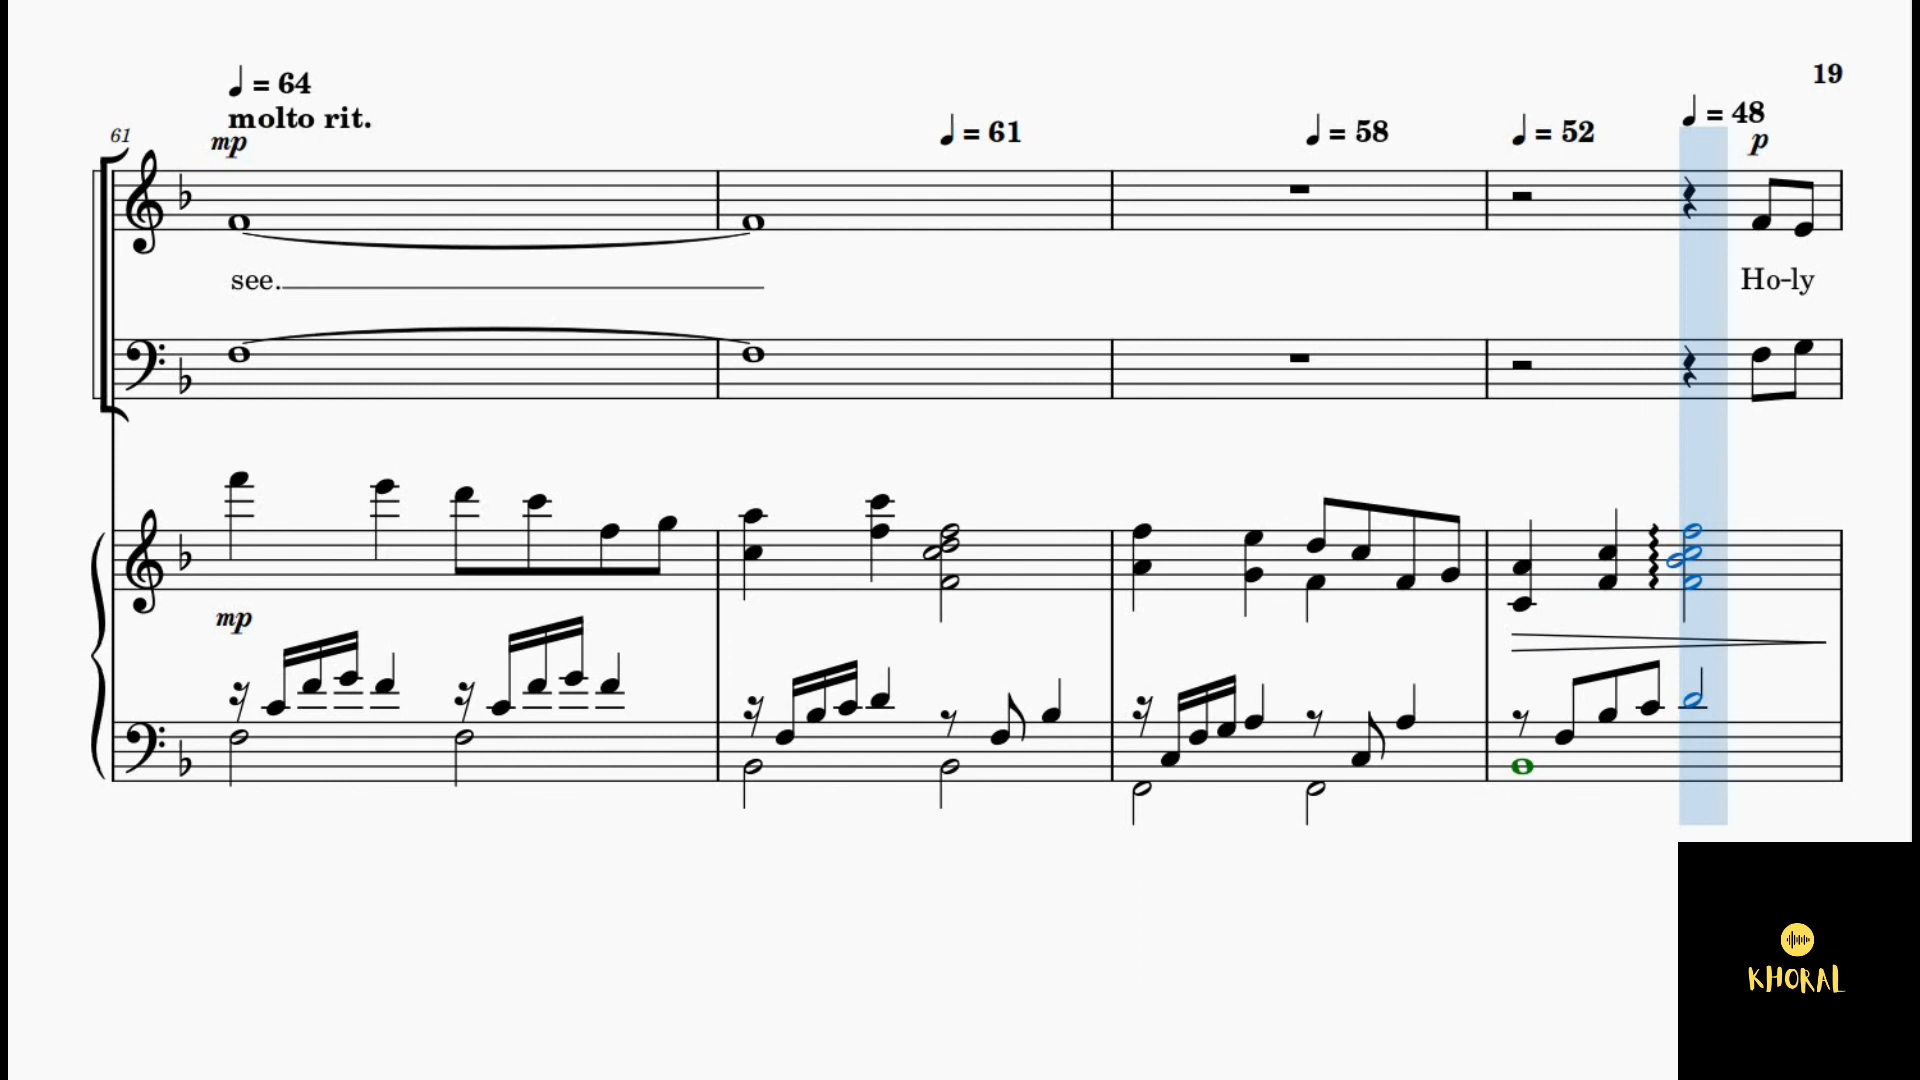 19
♩ = 64
molto rit.
♩ = 61
♩ = 58
♩ = 52
♩ = 48
61
mp
p
see.
Ho-ly
mp
KHORAL